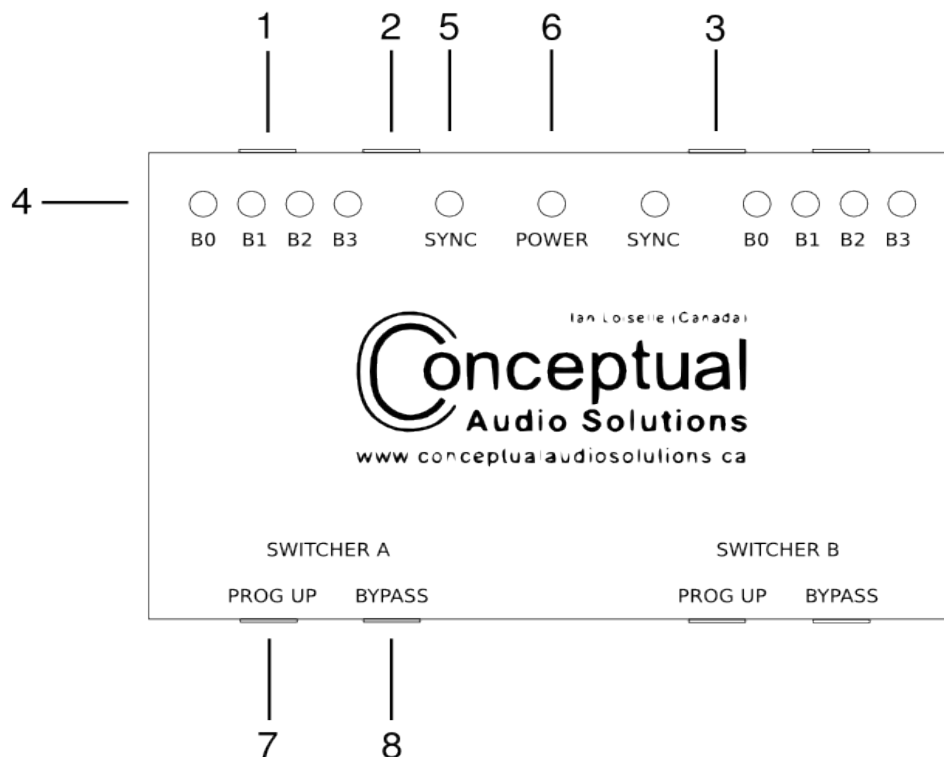 1 2 5 6 3
4
B0 B1 B2 B3 SYNC POWER SYNC B0 B1 B2 B3
Ian Loiselle (Canada)
Conceptual
Audio Solutions
www conceptualaudiosolutions ca
SWITCHER A SWITCHER B
PROG UP BYPASS PROG UP BYPASS
7 8